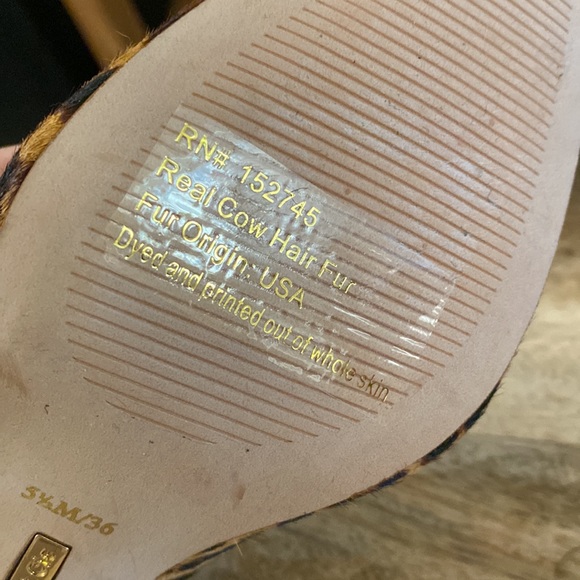 RN# 152745
Real Cow Hair Fur
Fur Origin: USA
Dyed and printed out of whole skin
5½M/36